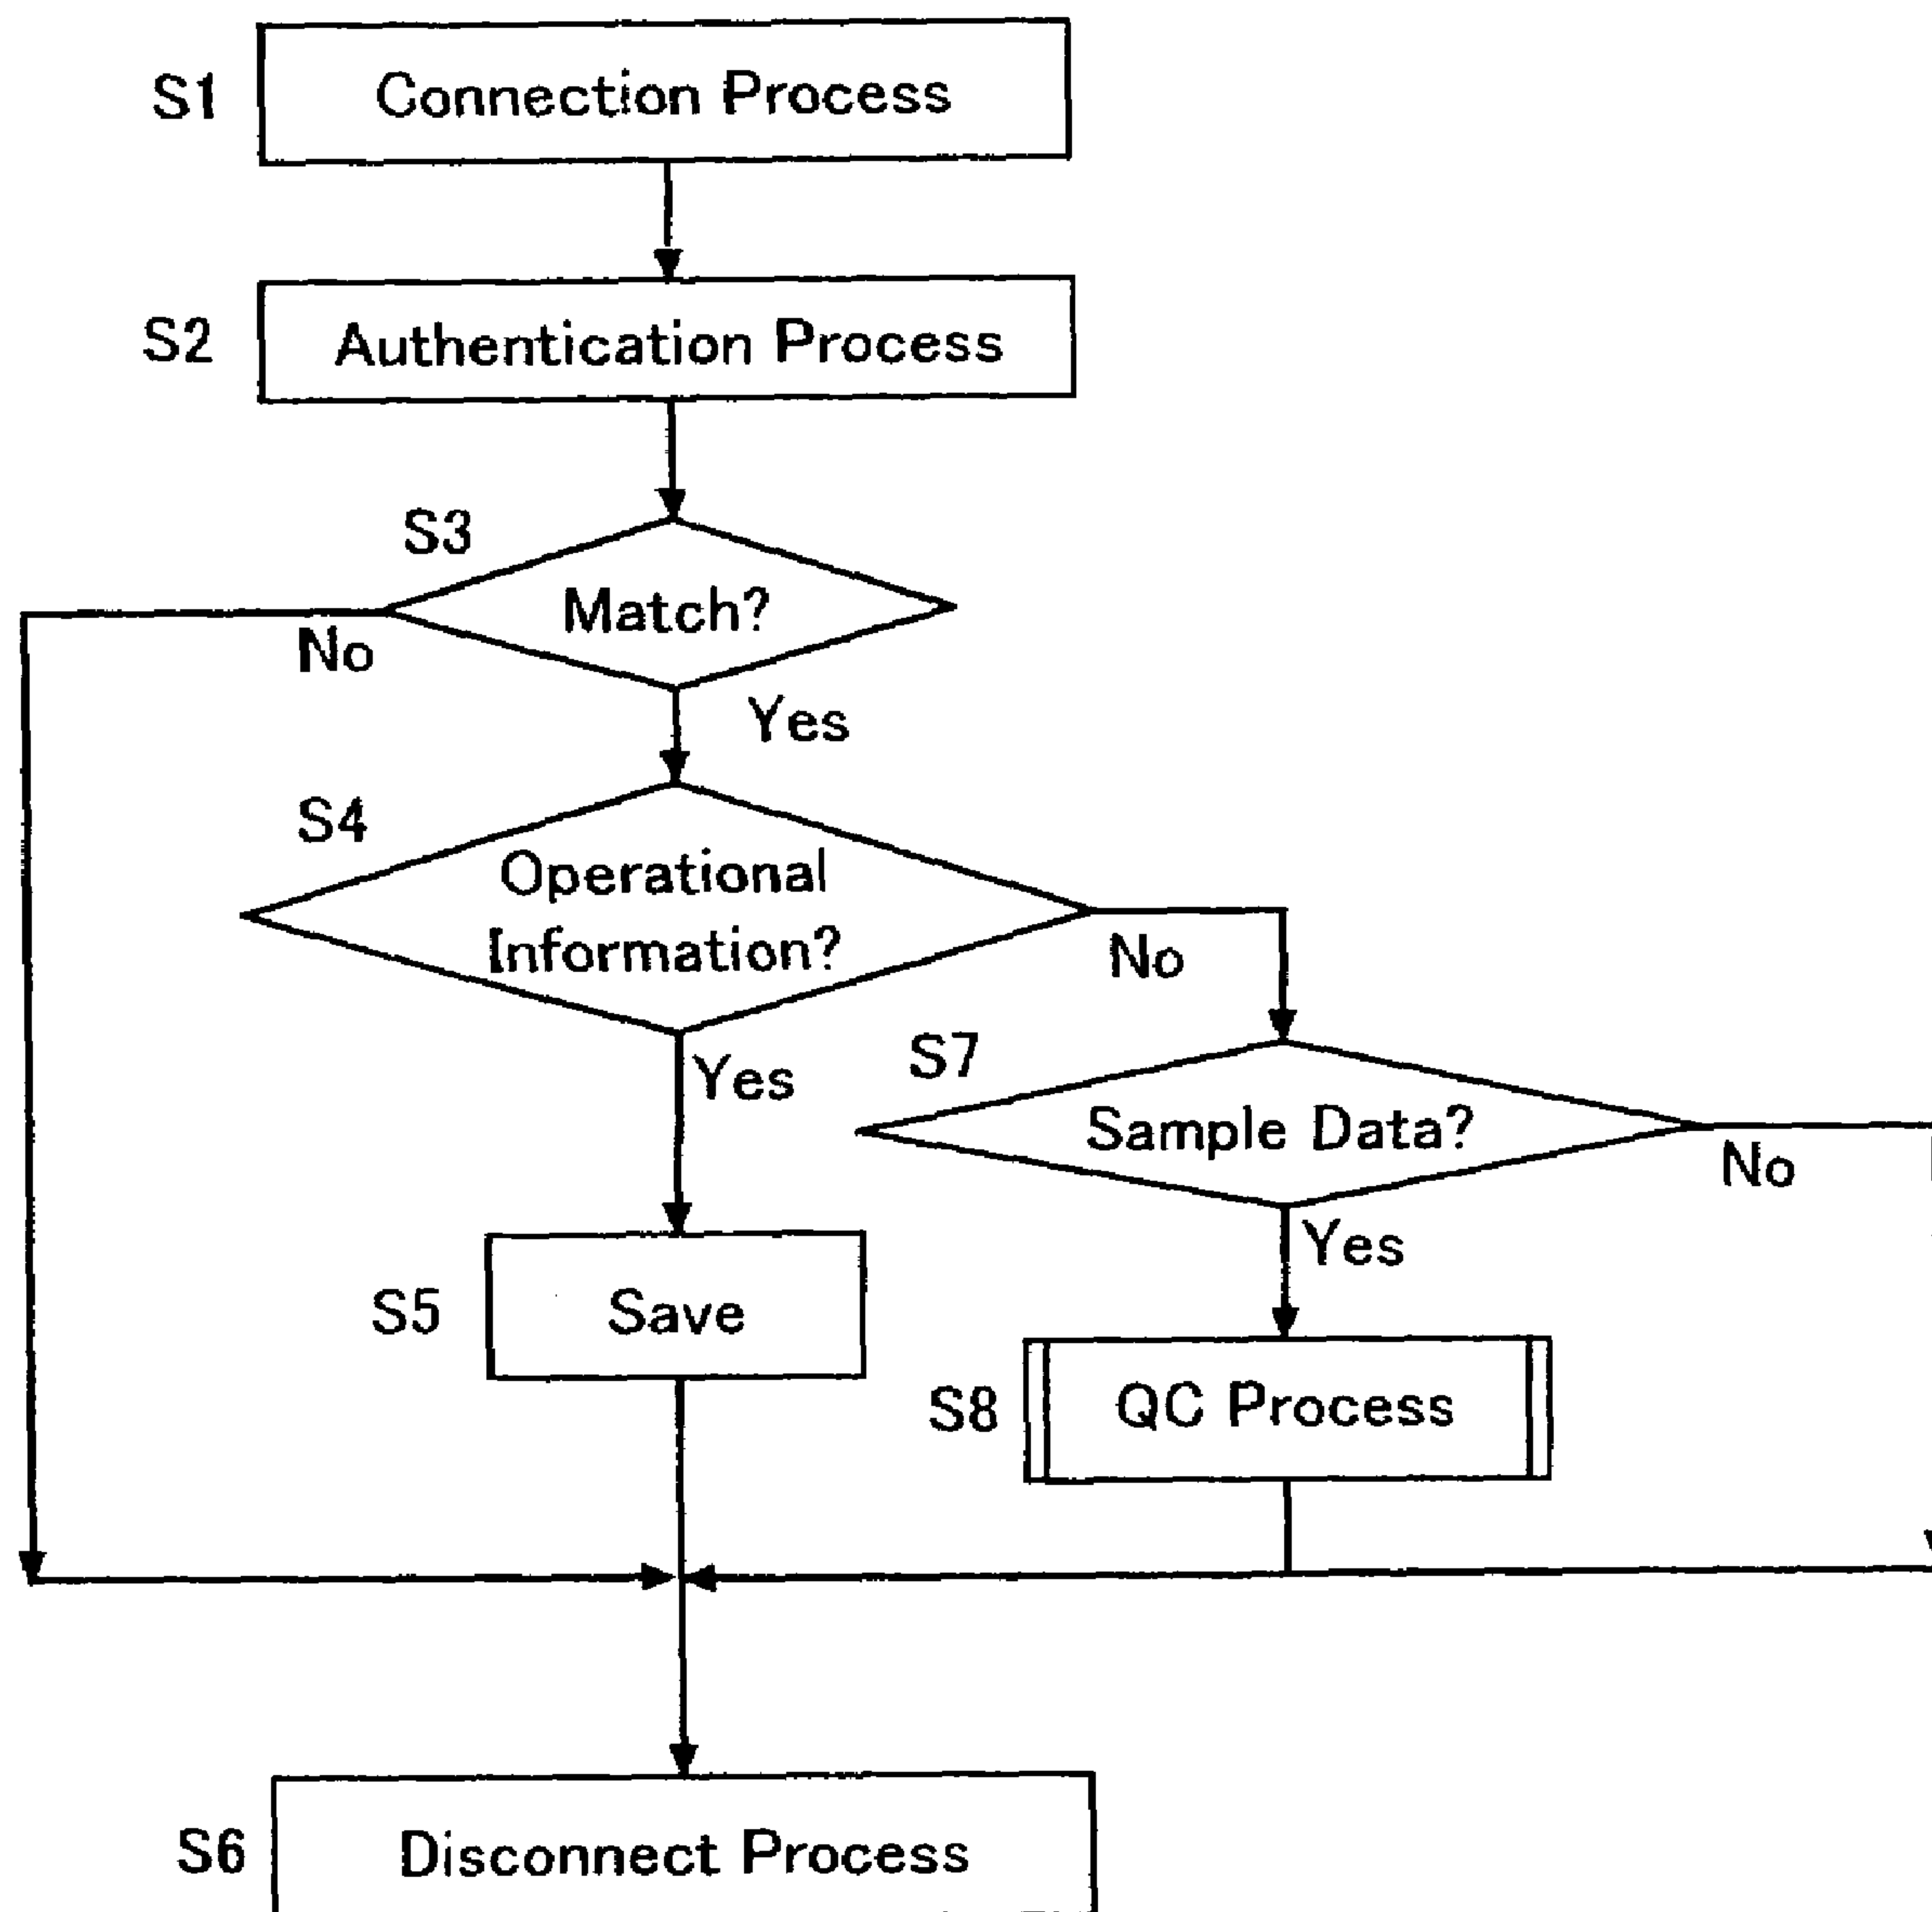 S1
Connection Process
S2
Authentication Process
S3
Match?
No
Yes
S4
Operational
Information?
No
Yes
S7
Sample Data?
No
Yes
S5
Save
S8
QC Process
S6
Disconnect Process